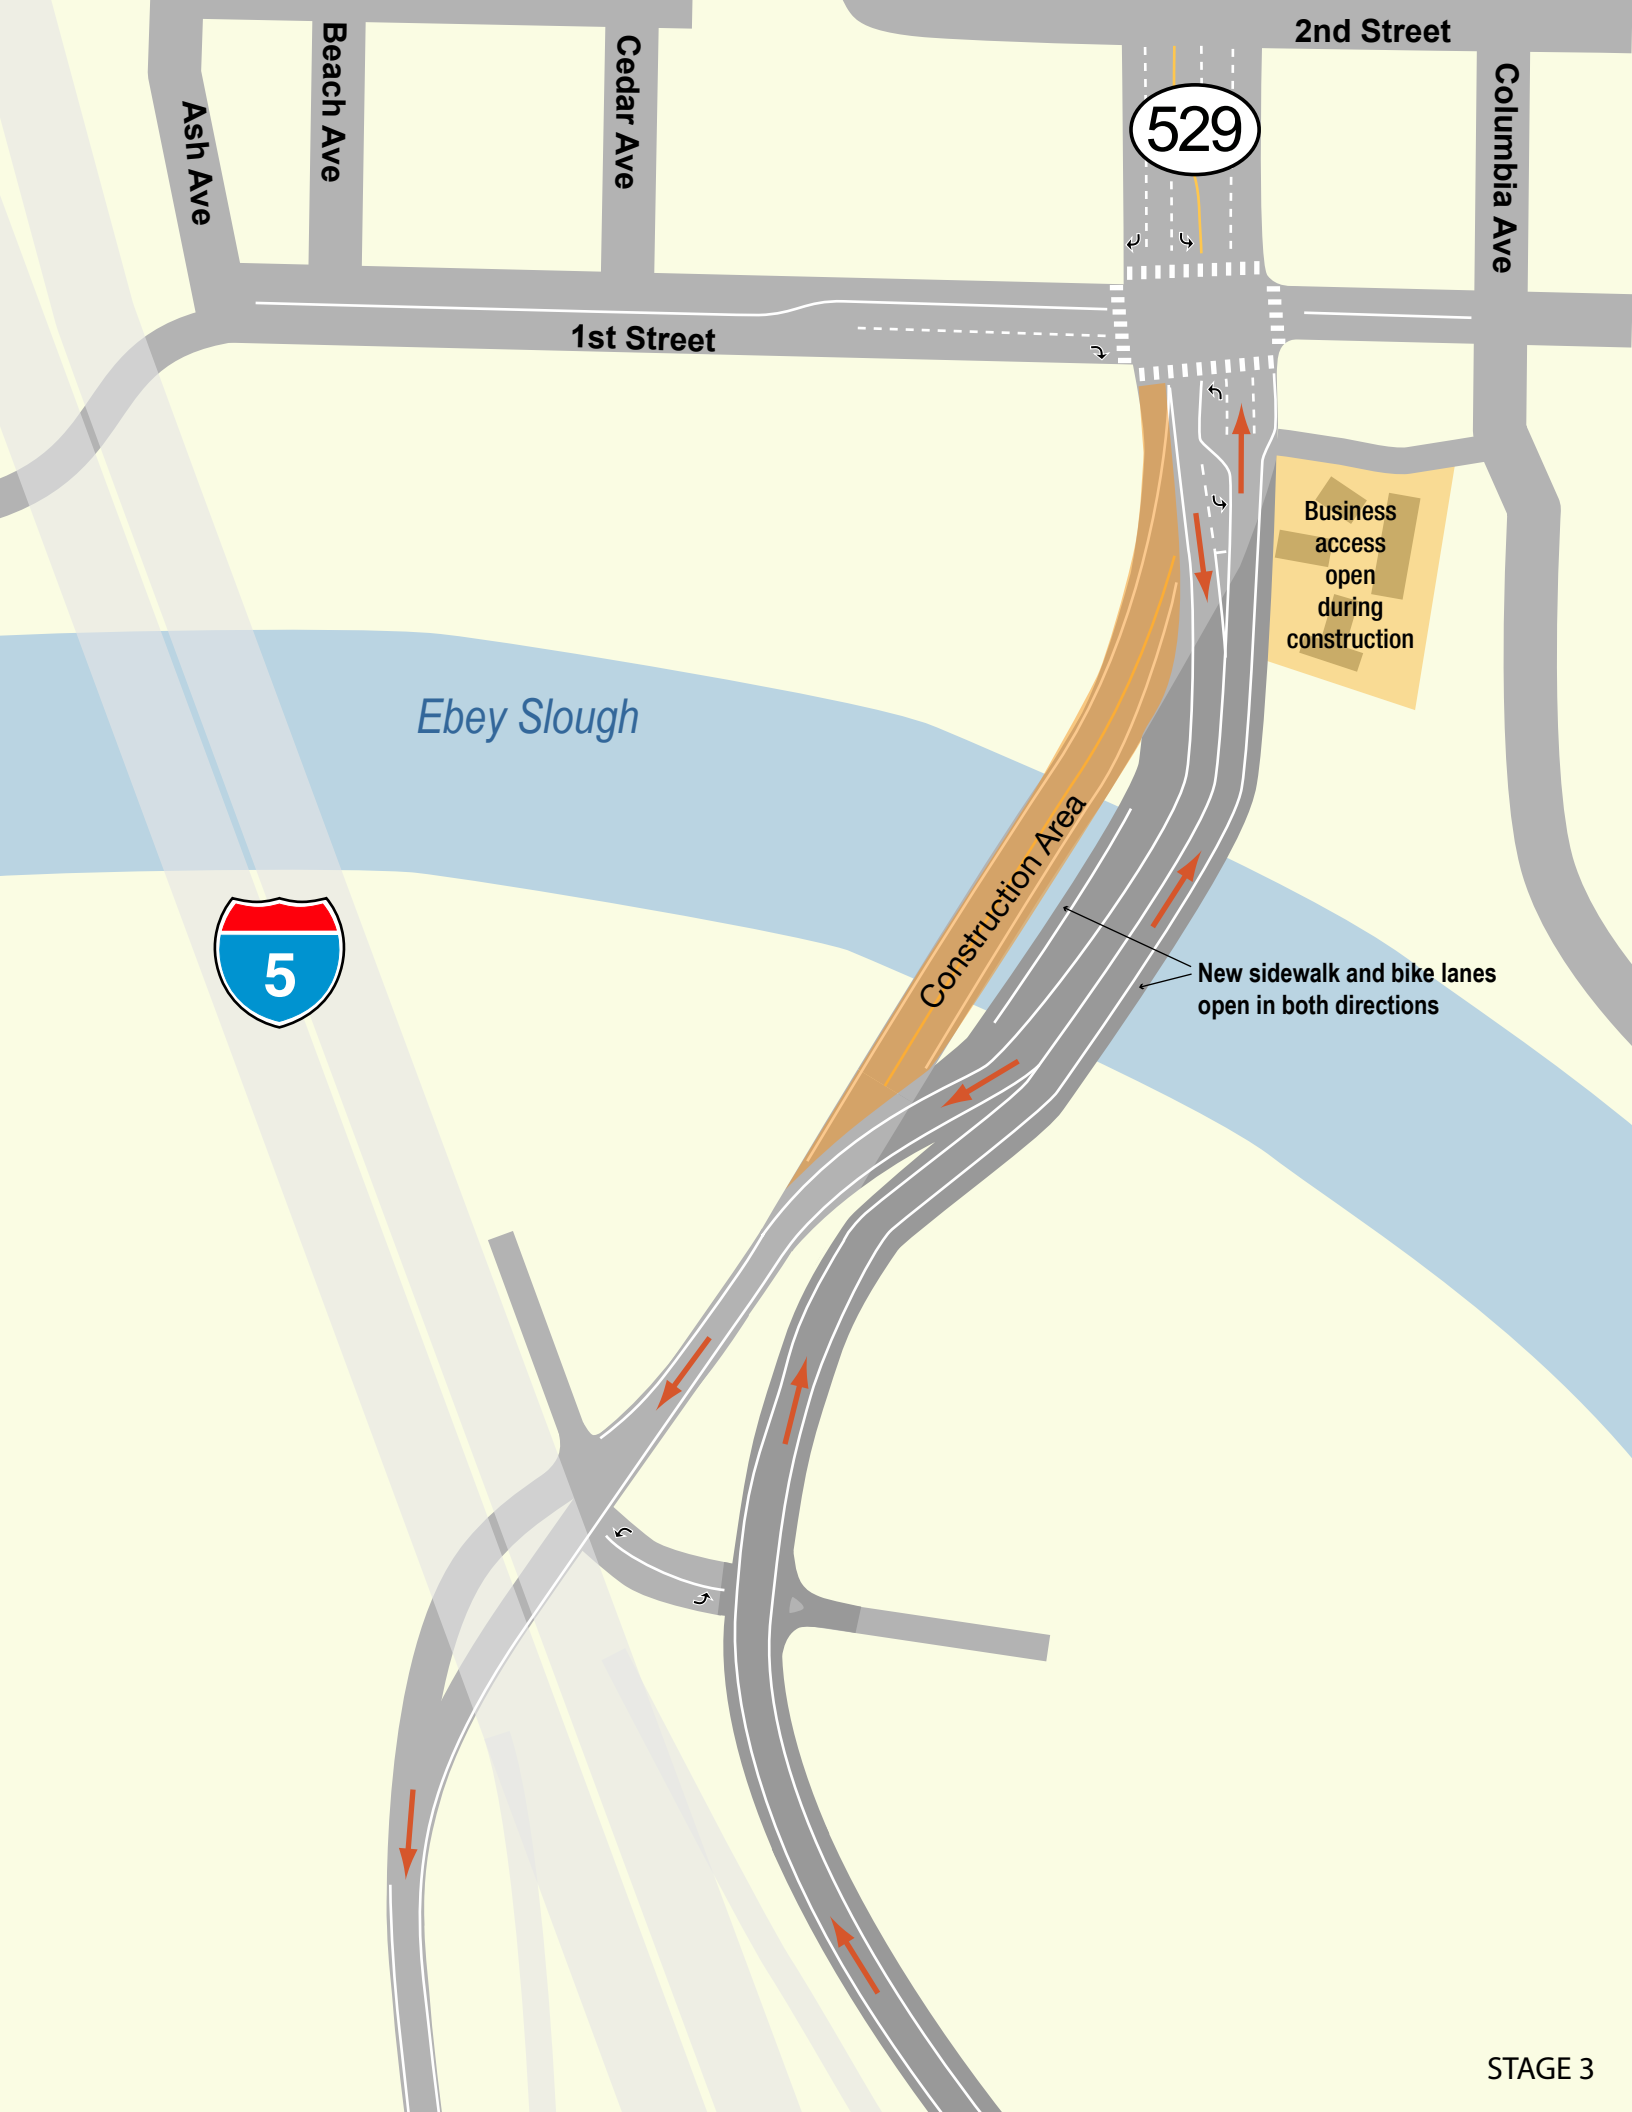 2nd Street
Beach Ave
Cedar Ave
Columbia Ave
529
Ash Ave
1st Street
Business
access
open
during
construction
Ebey Slough
Construction Area
5
New sidewalk and bike lanes
open in both directions
STAGE 3